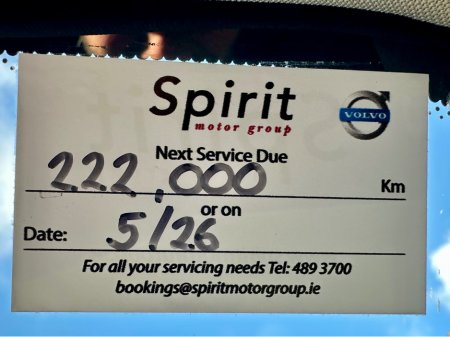 Spirit
motor group
VOLVO
Next Service Due
222,000 Km
or on
Date: 5/26
For all your servicing needs Tel: 489 3700
bookings@spiritmotorgroup.ie